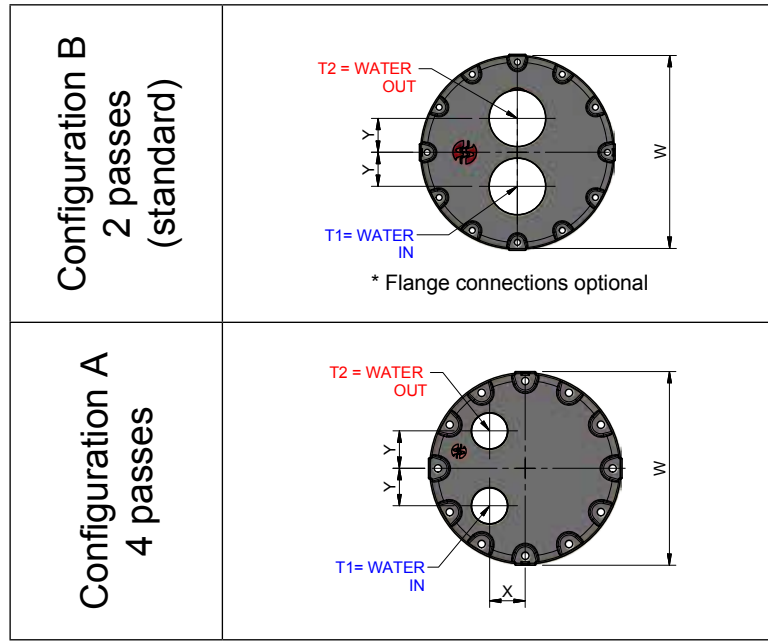 Configuration B
2 passes
(standard)
T2 = WATER
OUT
Y
Y
W
T1= WATER
IN
* Flange connections optional
Configuration A
4 passes
T2 = WATER
OUT
Y
Y
W
T1= WATER
IN
X